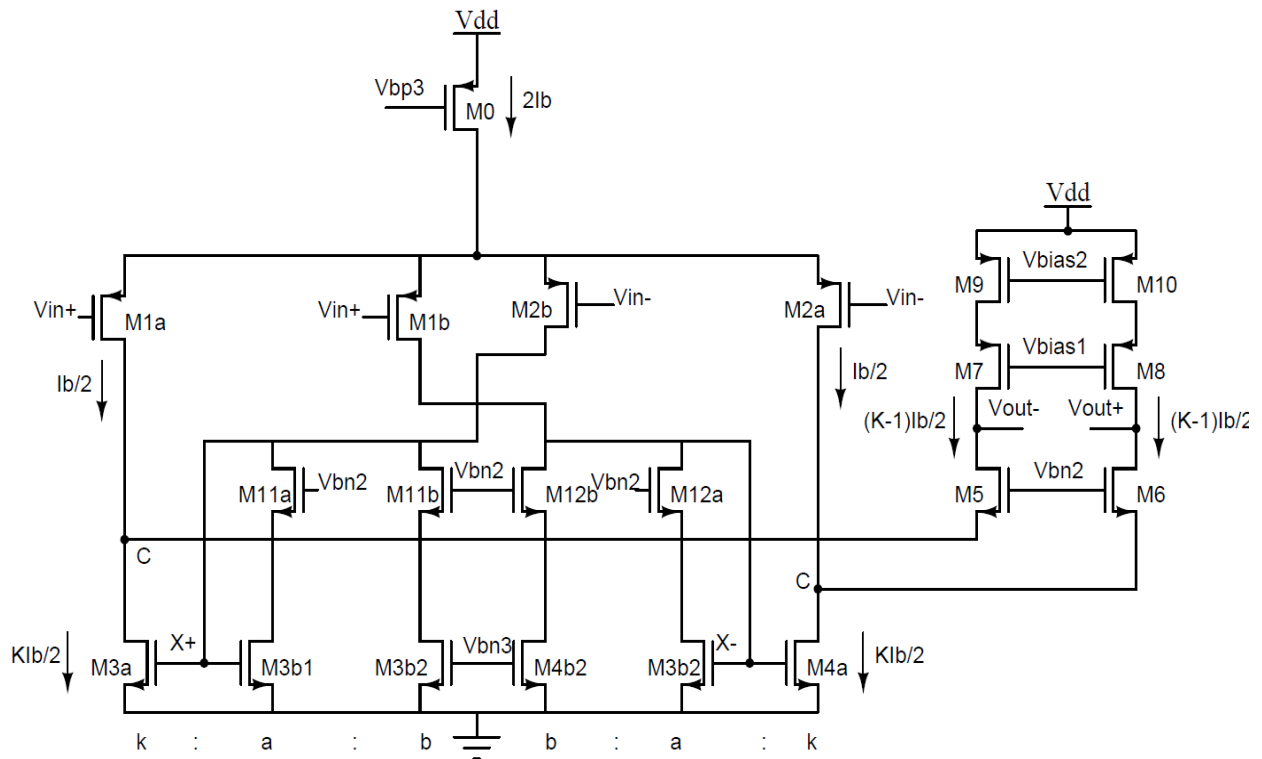 Vdd
Vbp3
M0
2Ib
Vdd
Vbias2
M9
M10
Vin+
M1a
Vin+
M1b
M2b
Vin-
M2a
Vin-
Vbias1
M7
M8
Ib/2
Ib/2
Vout-
Vout+
(K-1)Ib/2
(K-1)Ib/2
M11a
Vbn2
M11b
Vbn2
M12b
Vbn2
M12a
M5
Vbn2
M6
C
C
X+
Vbn3
X-
KIb/2
M3a
M3b1
M3b2
M4b2
M3b2
M4a
KIb/2
k : a : b b : a : k